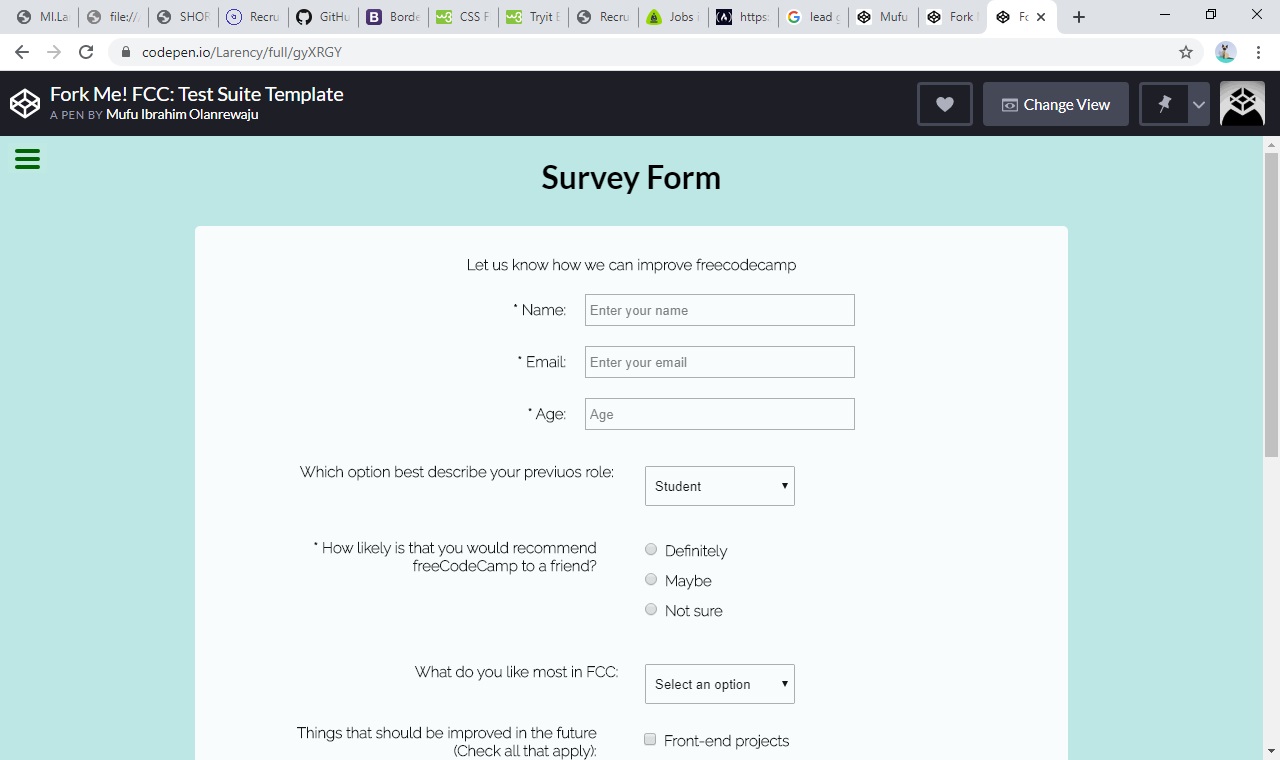 MI.La
file://
SHOR
Recru
GitHu
Borde
CSS F
Tryit E
Recru
Jobs i
https:
lead g
Mufu
Fork
Fo
codepen.io/Larency/full/gyXRGY
Fork Me! FCC: Test Suite Template
A PEN BY Mufu Ibrahim Olanrewaju
Change View
Survey Form
Let us know how we can improve freecodecamp
* Name: Enter your name
* Email: Enter your email
* Age: Age
Which option best describe your previuos role: Student
* How likely is that you would recommend
freeCodeCamp to a friend?
Definitely
Maybe
Not sure
What do you like most in FCC: Select an option
Things that should be improved in the future
(Check all that apply):
Front-end projects